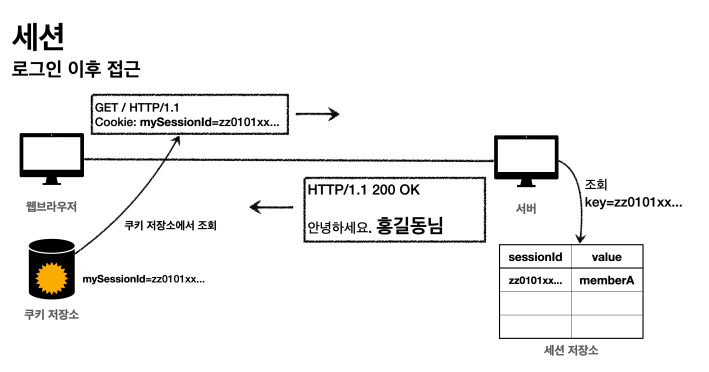 세션
로그인 이후 접근
GET / HTTP/1.1
Cookie: mySessionId=zz0101xx...
웹브라우저
서버
HTTP/1.1 200 OK
안녕하세요. 홍길동님
조회
key=zz0101xx...
쿠키 저장소에서 조회
mySessionId=zz0101xx...
쿠키 저장소
sessionId value
zz0101xx... memberA
세션 저장소